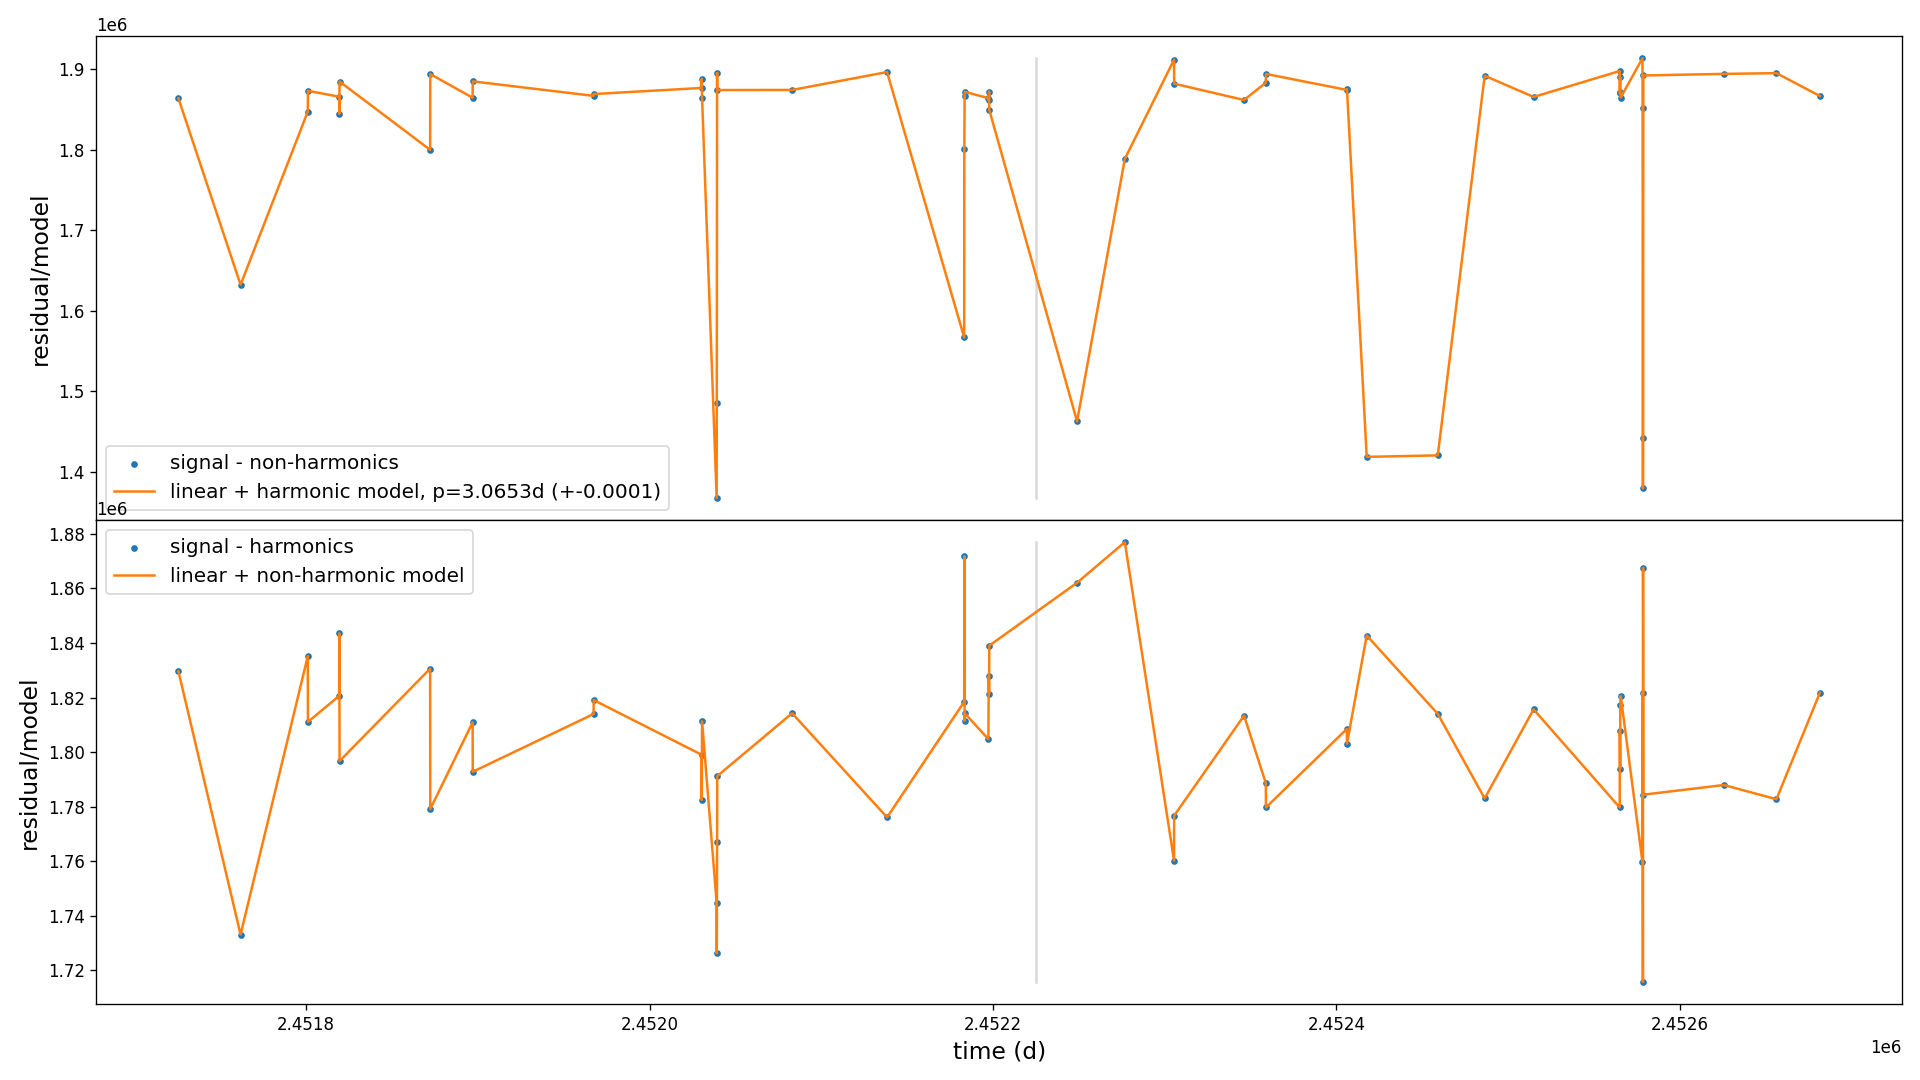 1e6
1.9
1.8
1.7
1.6
1.5
1.4
residual/model
signal - non-harmonics
linear + harmonic model, p=3.0653d (+-0.0001)
1e6
1.88
1.86
1.84
1.82
1.80
1.78
1.76
1.74
1.72
residual/model
signal - harmonics
linear + non-harmonic model
2.4518
2.4520
2.4522
2.4524
2.4526
time (d)
1e6